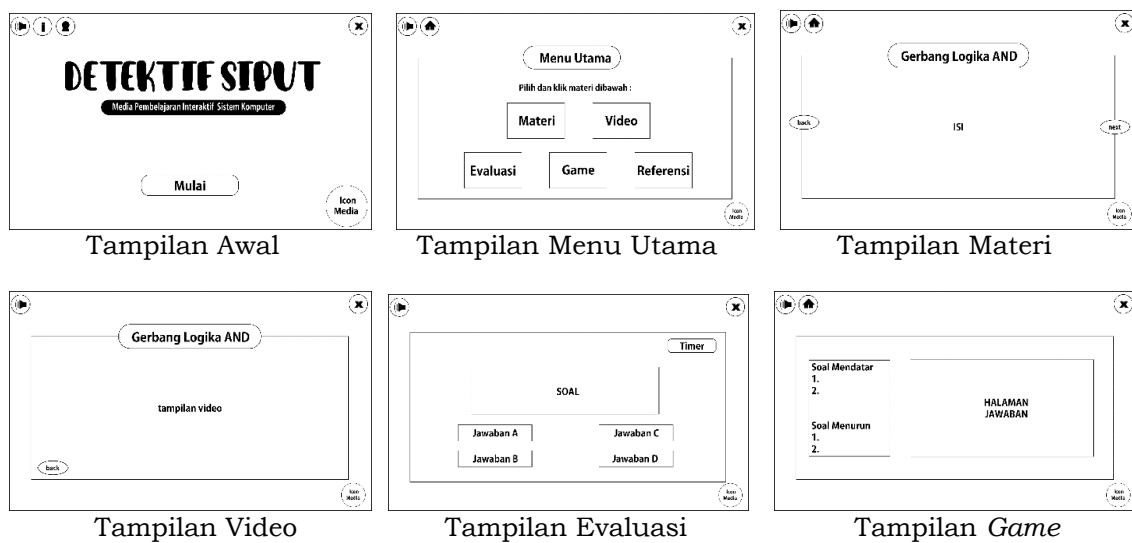 DETEKTIF SIPUT
Media Pembelajaran Interaktif Sistem Komputer
Mulai
Icon
Media
Tampilan Awal
Menu Utama
Pilih dan klik materi dibawah :
Materi
Video
Evaluasi
Game
Referensi
Icon
Media
Tampilan Menu Utama
Gerbang Logika AND
back
ISI
next
Icon
Media
Tampilan Materi
Gerbang Logika AND
tampilan video
back
Icon
Media
Tampilan Video
Timer
SOAL
Jawaban A
Jawaban C
Jawaban B
Jawaban D
Icon
Media
Tampilan Evaluasi
Soal Mendatar
1.
2.
Soal Menurun
1.
2.
HALAMAN
JAWABAN
Icon
Media
Tampilan Game